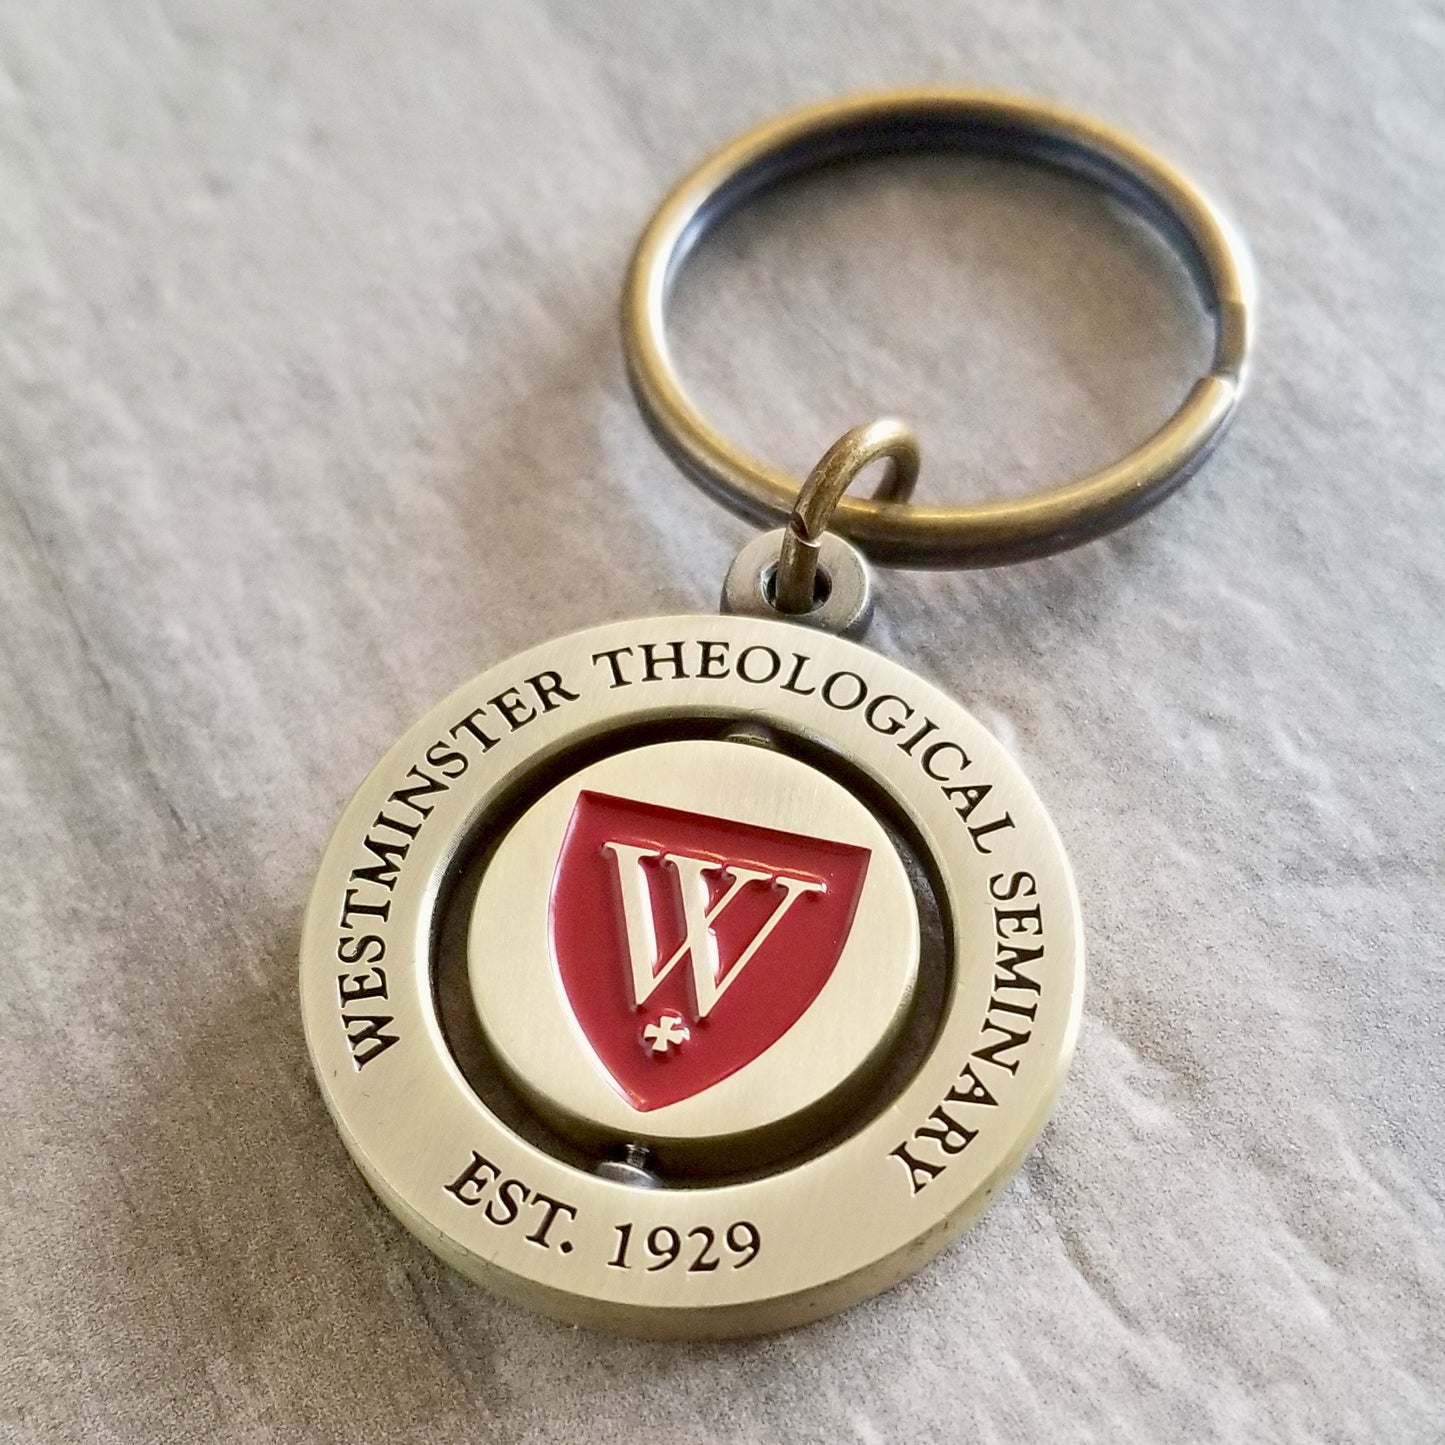 WESTMINSTER THEOLOGICAL SEMINARY
W
EST. 1929